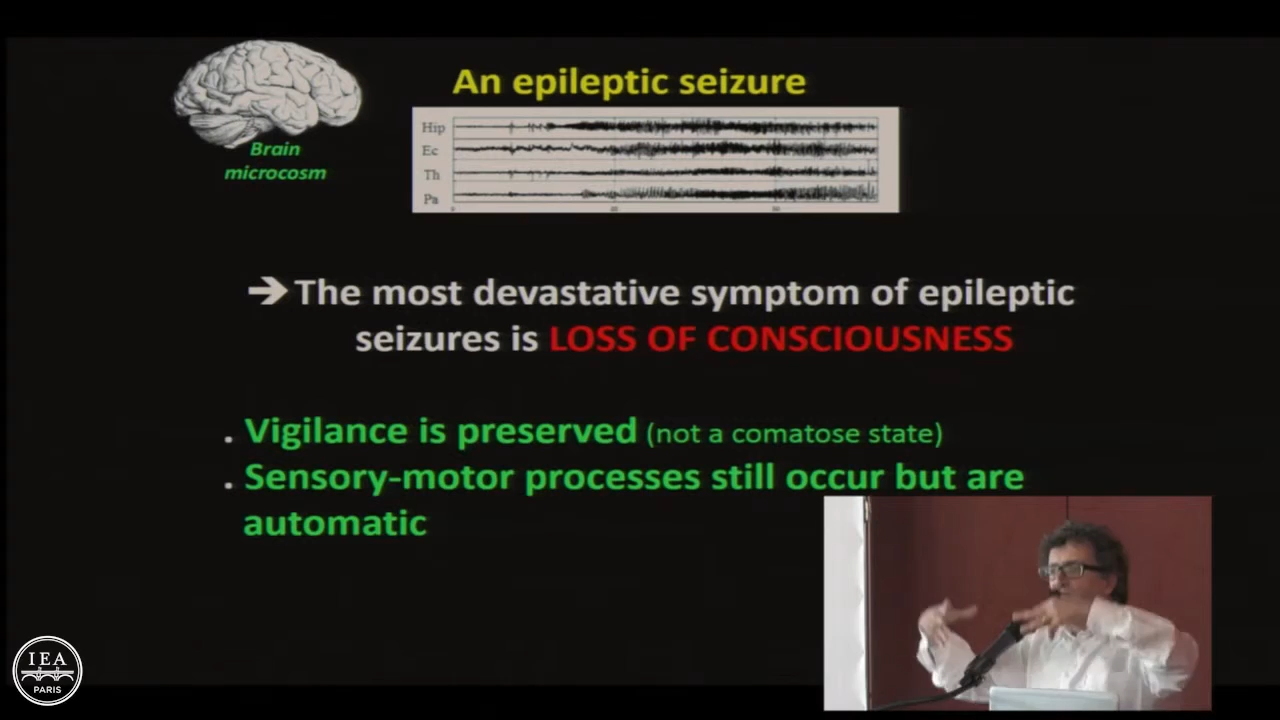 An epileptic seizure
Brain
microcosm
Hip
Ec
Th
Pa
➔ The most devastative symptom of epileptic
seizures is LOSS OF CONSCIOUSNESS
. Vigilance is preserved (not a comatose state)
. Sensory-motor processes still occur but are
automatic
IEA
PARIS